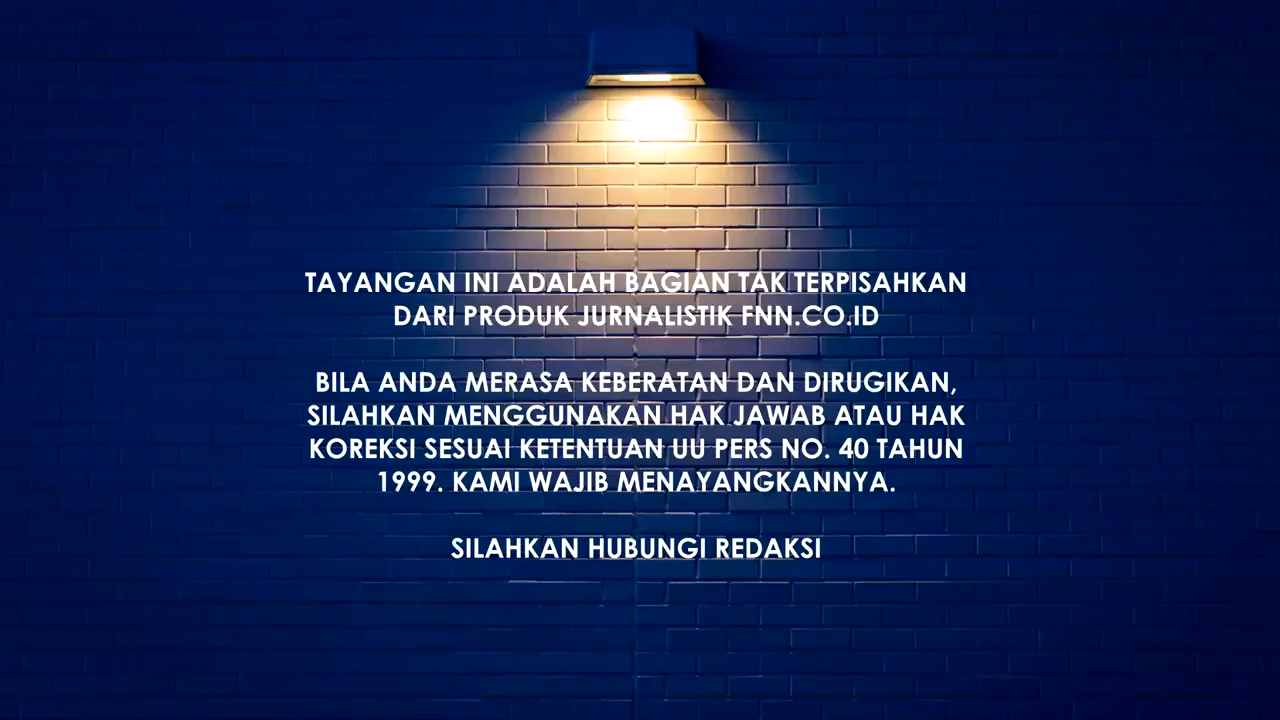 TAYANGAN INI ADALAH BAGIAN TAK TERPISAHKAN
DARI PRODUK JURNALISTIK FNN.CO.ID
BILA ANDA MERASA KEBERATAN DAN DIRUGIKAN,
SILAHKAN MENGGUNAKAN HAK JAWAB ATAU HAK
KOREKSI SESUAI KETENTUAN UU PERS NO. 40 TAHUN
1999. KAMI WAJIB MENAYANGKANNYA.
SILAHKAN HUBUNGI REDAKSI